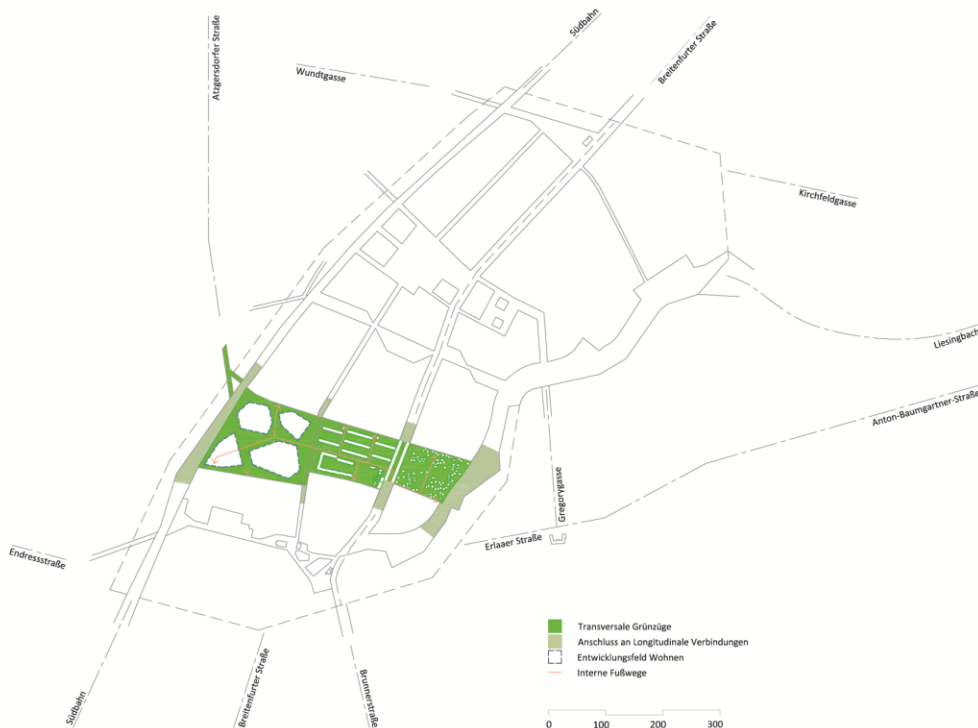 Südbahn
Breitenfurter Straße
Atzgersdorfer Straße
Wundtgasse
Kirchfeldgasse
Liesingbach
Anton-Baumgartner-Straße
Gregorygasse
Erlaaer Straße
Endressstraße
Südbahn
Breitenfurter Straße
Brunnerstraße
Transversale Grünzüge
Anschluss an Longitudinale Verbindungen
Entwicklungsfeld Wohnen
Interne Fußwege
0 100 200 300